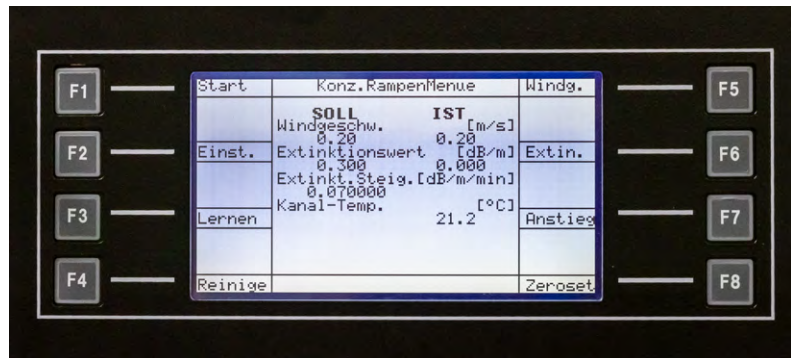 F1 Start Konz.RampenMenue Windg. F5
SOLL IST
Windgeschw. [m/s]
0.20 0.20
F2 Einst. Extinktionswert [dB/m] Extin. F6
0.300 0.000
Extinkt.Steig.[dB/m/min]
0.070000
Kanal-Temp. [°C]
F3 Lernen 21.2 Anstieg F7
F4 Reinige Zeroset F8